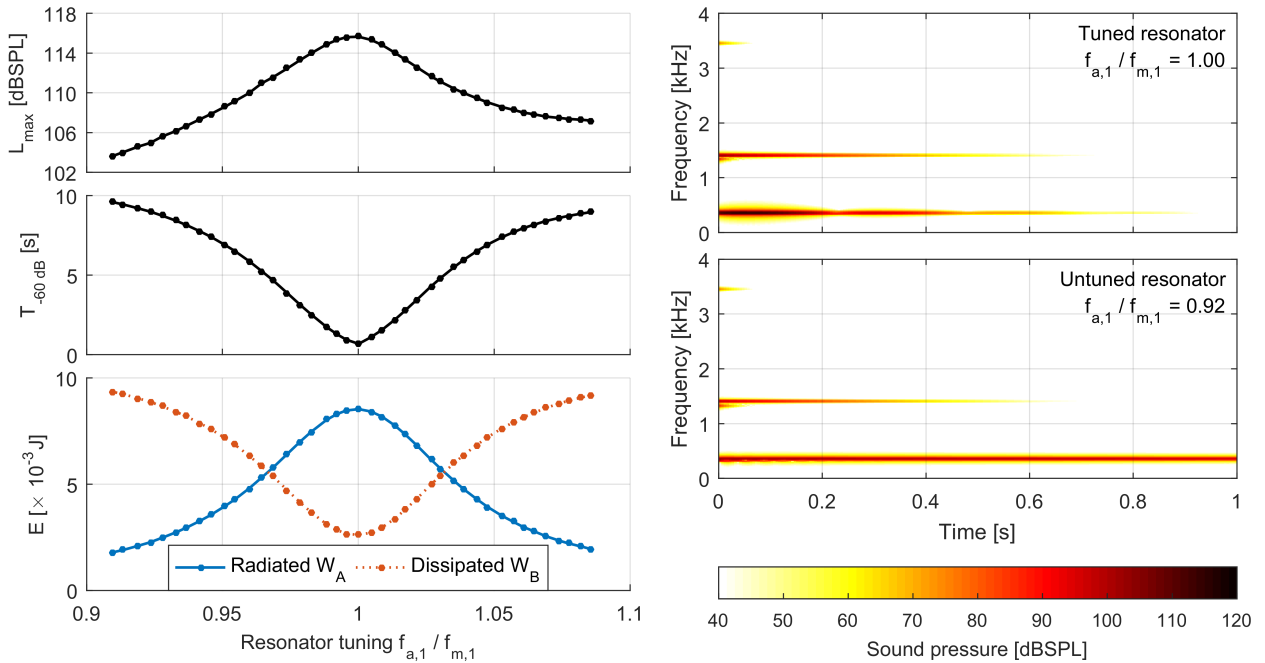 118
114
110
106
102
L_max [dBSPL]
10
5
0
T_-60 dB [s]
10
5
0
E [× 10^-3 J]
Radiated W_A
Dissipated W_B
0.9
0.95
1
1.05
1.1
Resonator tuning f_a,1 / f_m,1
4
3
2
1
0
Frequency [kHz]
Tuned resonator
f_a,1 / f_m,1 = 1.00
4
3
2
1
0
Frequency [kHz]
Untuned resonator
f_a,1 / f_m,1 = 0.92
0
0.2
0.4
0.6
0.8
1
Time [s]
40
50
60
70
80
90
100
110
120
Sound pressure [dBSPL]